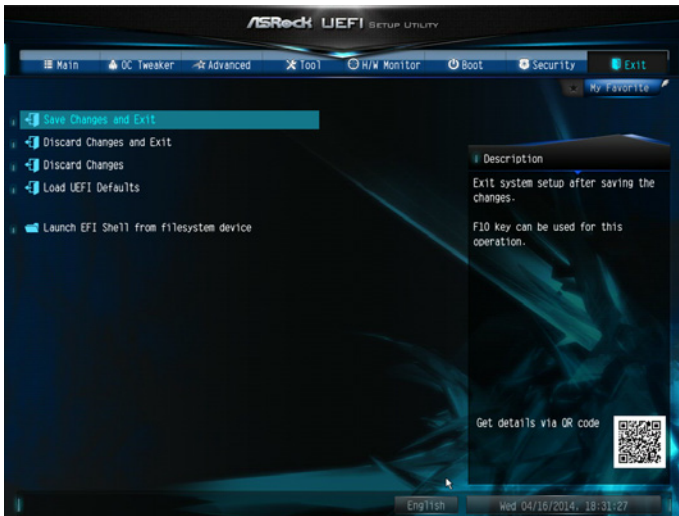 ASRock UEFI SETUP UTILITY
Main OC Tweaker Advanced Tool H/W Monitor Boot Security Exit
My Favorite
Save Changes and Exit
Discard Changes and Exit
Discard Changes
Load UEFI Defaults
Launch EFI Shell from filesystem device
Description
Exit system setup after saving the
changes.
F10 key can be used for this
operation.
Get details via QR code
English Wed 04/16/2014. 18:31:27